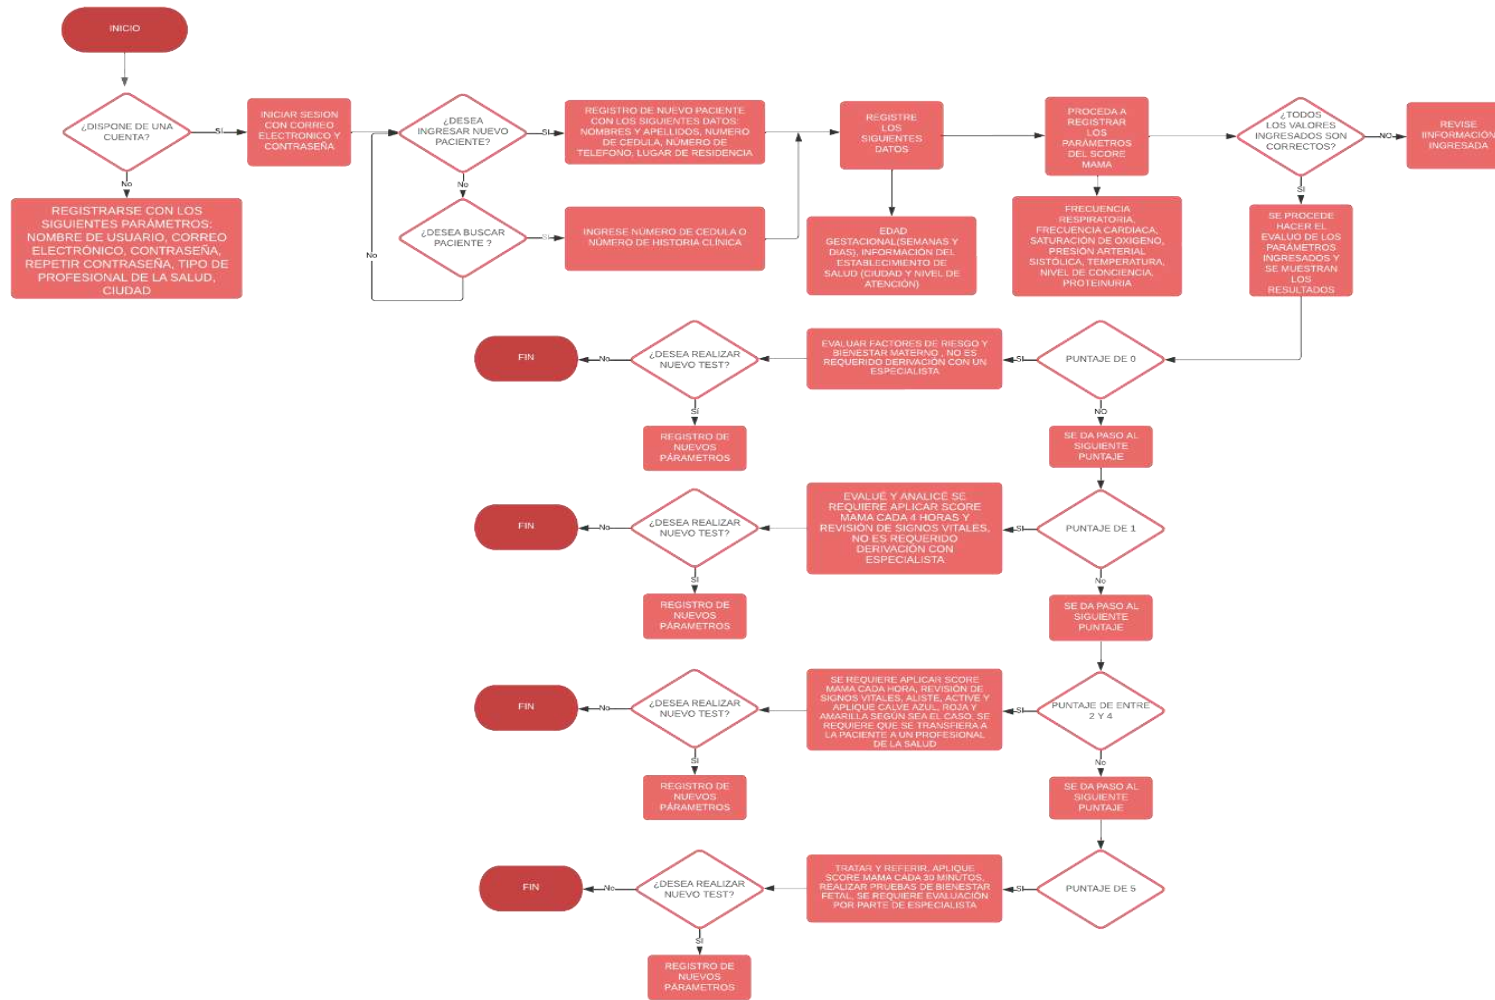 INICIO
¿DISPONE DE UNA
CUENTA?
SI
No
INICIAR SESION
CON CORREO
ELECTRÓNICO Y
CONTRASEÑA
REGISTRARSE CON LOS
SIGUIENTES PARÁMETROS:
NOMBRE DE USUARIO, CORREO
ELECTRÓNICO, CONTRASEÑA,
REPETIR CONTRASEÑA, TIPO DE
PROFESIONAL DE LA SALUD,
CIUDAD
¿DESEA
INGRESAR NUEVO
PACIENTE?
SI
No
REGISTRO DE NUEVO PACIENTE
CON LOS SIGUIENTES DATOS:
NOMBRES Y APELLIDOS, NUMERO
DE CEDULA, NÚMERO DE
TELEFONO, LUGAR DE RESIDENCIA
¿DESEA BUSCAR
PACIENTE ?
SI
No
INGRESE NÚMERO DE CEDULA O
NÚMERO DE HISTORIA CLÍNICA
REGISTRE
LOS
SIGUIENTES
DATOS
EDAD
GESTACIONAL(SEMANAS Y
DIAS), INFORMACIÓN DEL
ESTABLECIMIENTO DE
SALUD (CIUDAD Y NIVEL DE
ATENCIÓN)
PROCEDA A
REGISTRAR
LOS
PARÁMETROS
DEL SCORE
MAMA
FRECUENCIA
RESPIRATORIA,
FRECUENCIA CARDÍACA,
SATURACIÓN DE OXIGENO,
PRESIÓN ARTERIAL
SISTÓLICA, TEMPERATURA,
NIVEL DE CONCIENCIA,
PROTEINURIA
¿TODOS
LOS VALORES
INGRESADOS SON
CORRECTOS?
NO
SI
REVISE
IINFORMACIÓN
INGRESADA
SE PROCEDE
HACER EL
EVALUO DE LOS
PARÁMETROS
INGRESADOS Y
SE MUESTRAN
LOS
RESULTADOS
PUNTAJE DE 0
SI
NO
EVALUAR FACTORES DE RIESGO Y
BIENESTAR MATERNO , NO ES
REQUERIDO DERIVACIÓN CON UN
ESPECIALISTA
¿DESEA REALIZAR
NUEVO TEST?
No
FIN
Sí
REGISTRO DE
NUEVOS
PÁRAMETROS
SE DA PASO AL
SIGUIENTE
PUNTAJE
PUNTAJE DE 1
SI
No
EVALUÉ Y ANALICÉ SE
REQUIERE APLICAR SCORE
MAMA CADA 4 HORAS Y
REVISIÓN DE SIGNOS VITALES,
NO ES REQUERIDO
DERIVACIÓN CON
ESPECIALISTA
¿DESEA REALIZAR
NUEVO TEST?
No
FIN
SI
REGISTRO DE
NUEVOS
PÁRAMETROS
SE DA PASO AL
SIGUIENTE
PUNTAJE
PUNTAJE DE ENTRE
2 Y 4
SI
No
SE REQUIERE APLICAR SCORE
MAMA CADA HORA, REVISIÓN DE
SIGNOS VITALES, ALISTE, ACTIVE Y
APLIQUE CALVE AZUL, ROJA Y
AMARILLA SEGÚN SEA EL CASO, SE
REQUIERE QUE SE TRANSFIERA A
LA PACIENTE A UN PROFESIONAL
DE LA SALUD
¿DESEA REALIZAR
NUEVO TEST?
No
FIN
SI
REGISTRO DE
NUEVOS
PÁRAMETROS
SE DA PASO AL
SIGUIENTE
PUNTAJE
PUNTAJE DE 5
SI
TRATAR Y REFERIR, APLIQUE
SCORE MAMA CADA 30 MINUTOS,
REALIZAR PRUEBAS DE BIENESTAR
FETAL, SE REQUIERE EVALUACIÓN
POR PARTE DE ESPECIALISTA
¿DESEA REALIZAR
NUEVO TEST?
No
FIN
SI
REGISTRO DE
NUEVOS
PÁRAMETROS